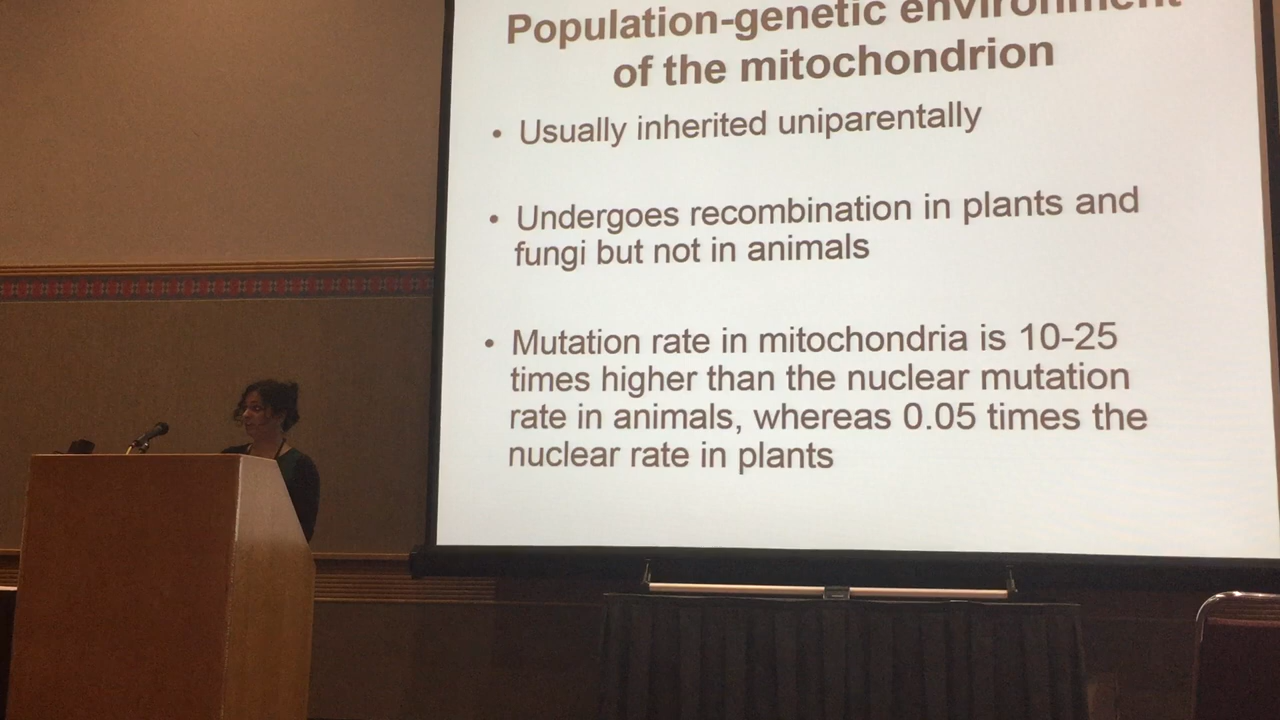 Population-genetic environment
of the mitochondrion
• Usually inherited uniparentally
• Undergoes recombination in plants and
fungi but not in animals
• Mutation rate in mitochondria is 10-25
times higher than the nuclear mutation
rate in animals, whereas 0.05 times the
nuclear rate in plants